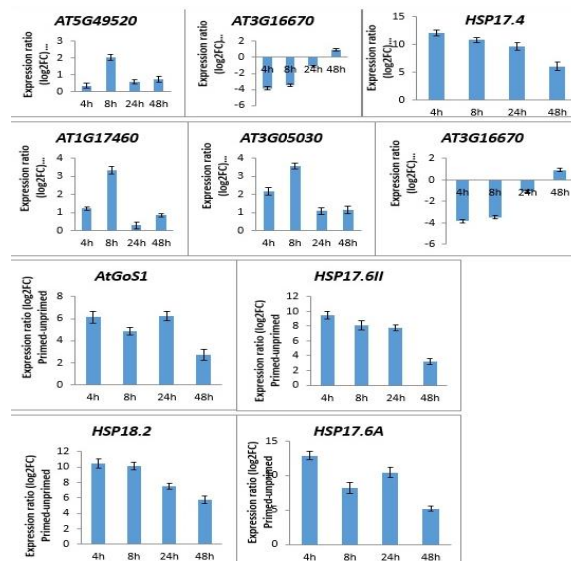 AT5G49520
Expression ratio
(log2FC)...
3
2
1
0
4h 8h 24h 48h
AT3G16670
Expression ratio
(log2FC)...
2
0
-2
-4
-6
4h 8h 24h 48h
HSP17.4
Expression ratio
(log2FC)...
15
10
5
0
4h 8h 24h 48h
AT1G17460
Expression ratio
(log2FC)...
4
3
2
1
0
4h 8h 24h 48h
AT3G05030
Expression ratio
(log2FC)...
4
3
2
1
0
4h 8h 24h 48h
AT3G16670
Expression ratio
(log2FC)...
2
0
-2
-4
-6
4h 8h 24h 48h
AtGoS1
Expression ratio (log2FC)
Primed-unprimed
8
6
4
2
0
4h 8h 24h 48h
HSP17.6II
Expression ratio (log2FC)
Primed-unprimed
12
10
8
6
4
2
0
4h 8h 24h 48h
HSP18.2
Expression ratio (log2FC)
Primed-unprimed
12
10
8
6
4
2
0
4h 8h 24h 48h
HSP17.6A
Expression ratio (log2FC)
Primed-unprimed
15
10
5
0
4h 8h 24h 48h